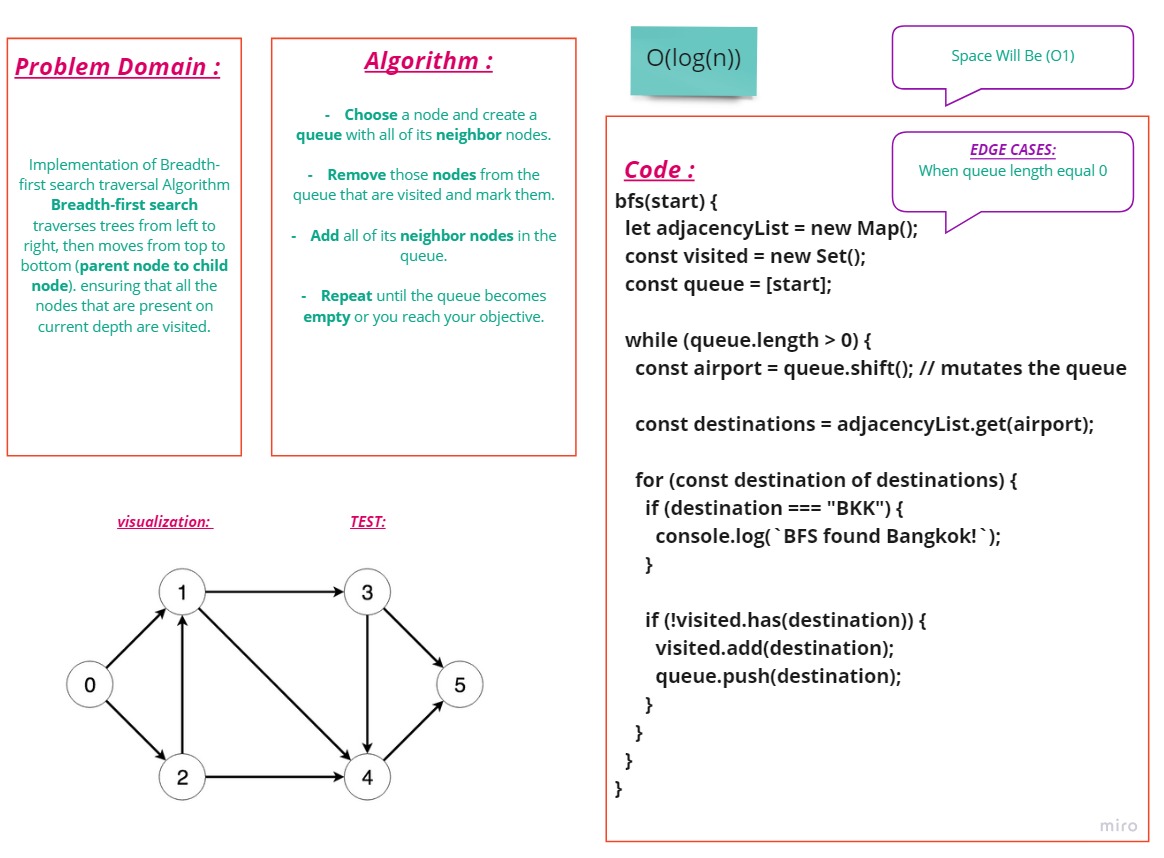 Problem Domain :
Implementation of Breadth-
first search traversal Algorithm
Breadth-first search
traverses trees from left to
right, then moves from top to
bottom (parent node to child
node). ensuring that all the
nodes that are present on
current depth are visited.
Algorithm :
- Choose a node and create a
queue with all of its neighbor nodes.
- Remove those nodes from the
queue that are visited and mark them.
- Add all of its neighbor nodes in the
queue.
- Repeat until the queue becomes
empty or you reach your objective.
O(log(n))
Space Will Be (O1)
EDGE CASES:
When queue length equal 0
Code :
bfs(start) {
let adjacencyList = new Map();
const visited = new Set();
const queue = [start];
while (queue.length > 0) {
const airport = queue.shift(); // mutates the queue
const destinations = adjacencyList.get(airport);
for (const destination of destinations) {
if (destination === "BKK") {
console.log(`BFS found Bangkok!`);
}
if (!visited.has(destination)) {
visited.add(destination);
queue.push(destination);
}
}
}
}
visualization:
TEST:
1
3
0
5
2
4
miro